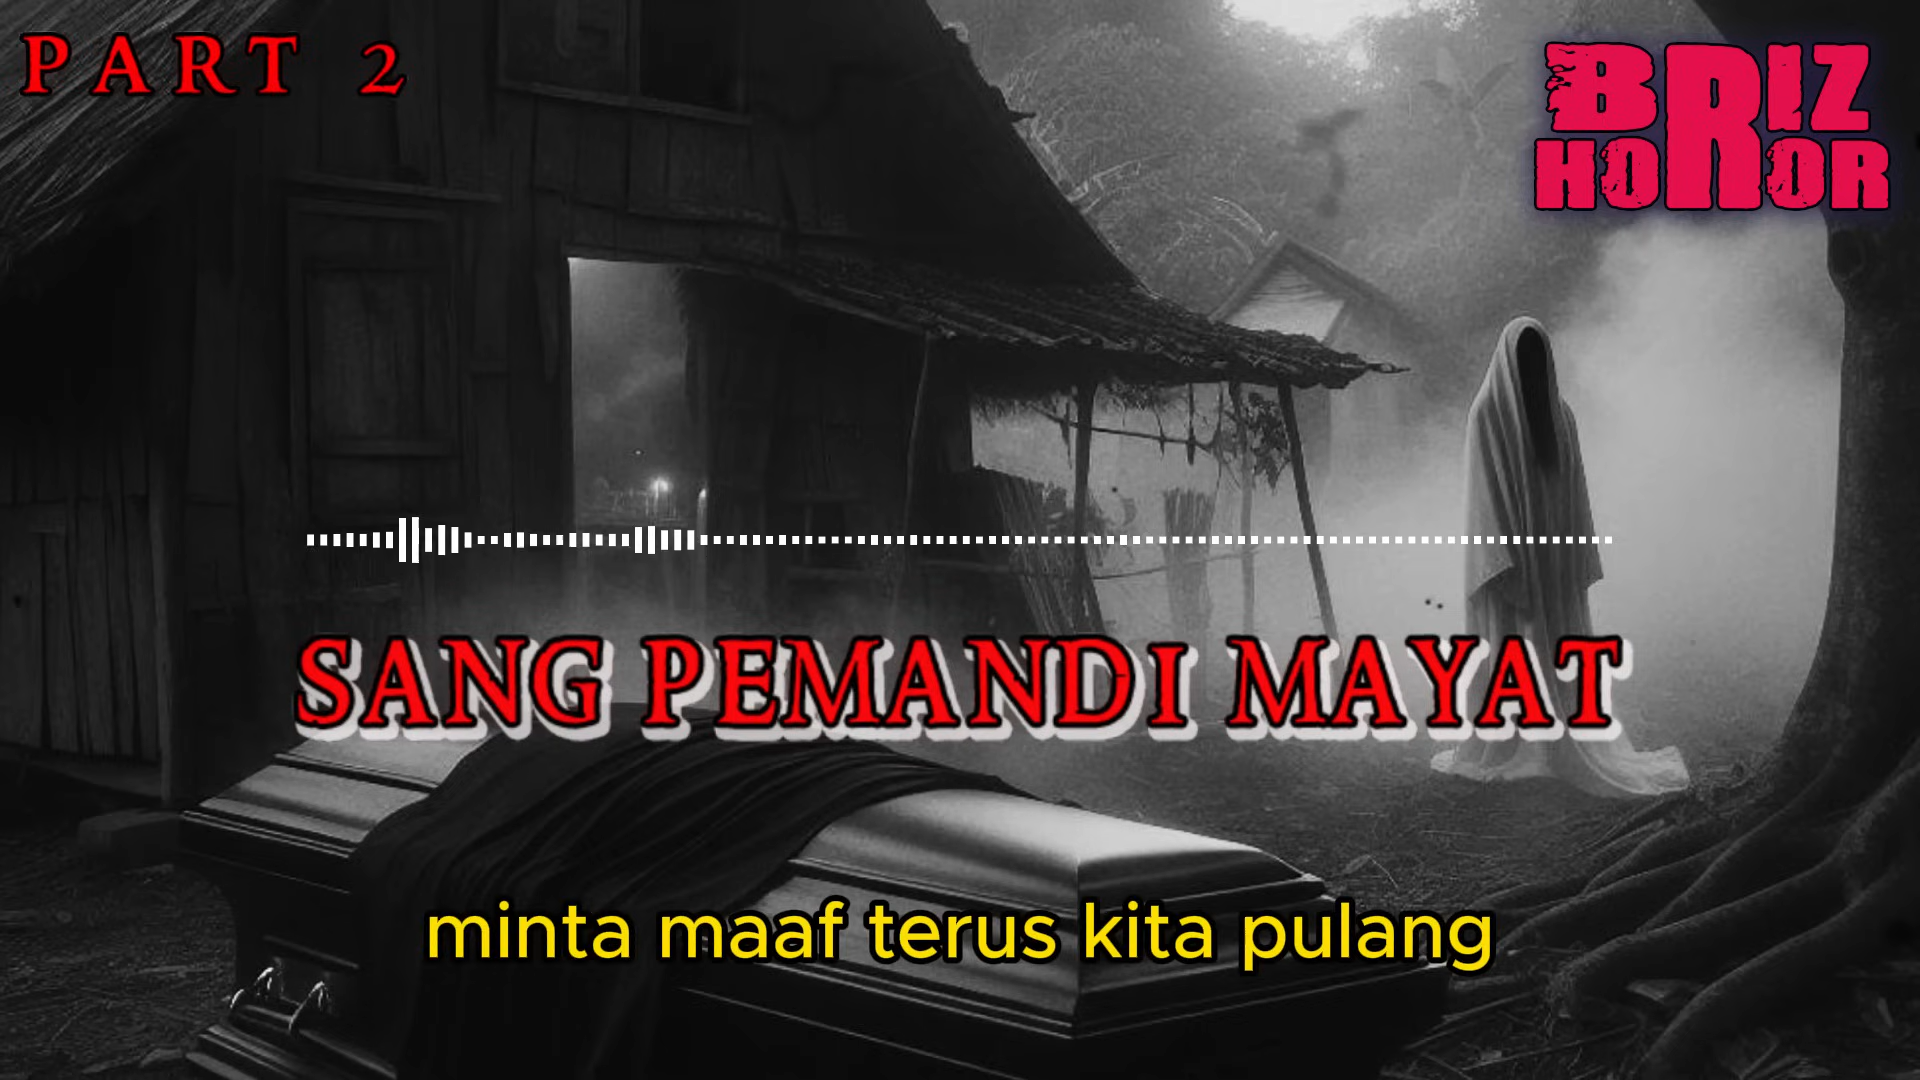 PART 2
BRIZ
HORROR
SANG PEMANDI MAYAT
minta maaf terus kita pulang